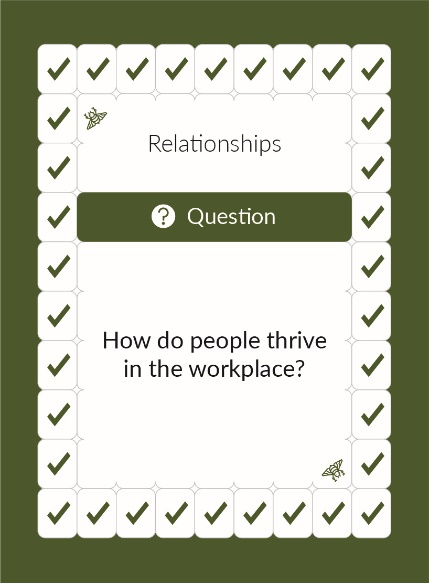 Relationships
? Question
How do people thrive
in the workplace?